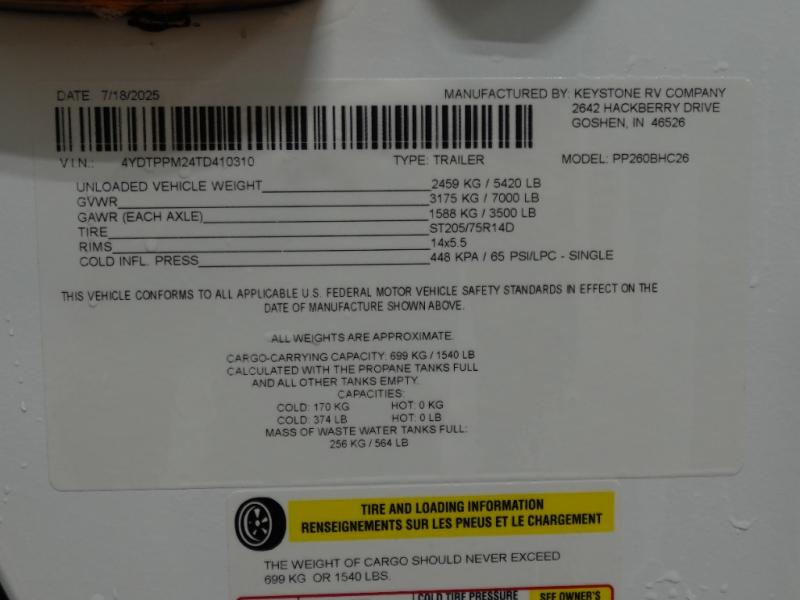 DATE 7/18/2025
MANUFACTURED BY: KEYSTONE RV COMPANY
2642 HACKBERRY DRIVE
GOSHEN, IN 46526
V.I.N.: 4YDTPPM24TD410310 TYPE: TRAILER MODEL: PP260BHC26
UNLOADED VEHICLE WEIGHT 2459 KG / 5420 LB
GVWR 3175 KG / 7000 LB
GAWR (EACH AXLE) 1588 KG / 3500 LB
TIRE ST205/75R14D
RIMS 14x5.5
COLD INFL. PRESS 448 KPA / 65 PSI/LPC - SINGLE
THIS VEHICLE CONFORMS TO ALL APPLICABLE U.S. FEDERAL MOTOR VEHICLE SAFETY STANDARDS IN EFFECT ON THE
DATE OF MANUFACTURE SHOWN ABOVE.
ALL WEIGHTS ARE APPROXIMATE.
CARGO-CARRYING CAPACITY: 699 KG / 1540 LB
CALCULATED WITH THE PROPANE TANKS FULL
AND ALL OTHER TANKS EMPTY.
CAPACITIES:
COLD: 170 KG HOT: 0 KG
COLD: 374 LB HOT: 0 LB
MASS OF WASTE WATER TANKS FULL:
256 KG / 564 LB
TIRE AND LOADING INFORMATION
RENSEIGNEMENTS SUR LES PNEUS ET LE CHARGEMENT
THE WEIGHT OF CARGO SHOULD NEVER EXCEED
699 KG OR 1540 LBS.
COLD TIRE PRESSURE SEE OWNER'S